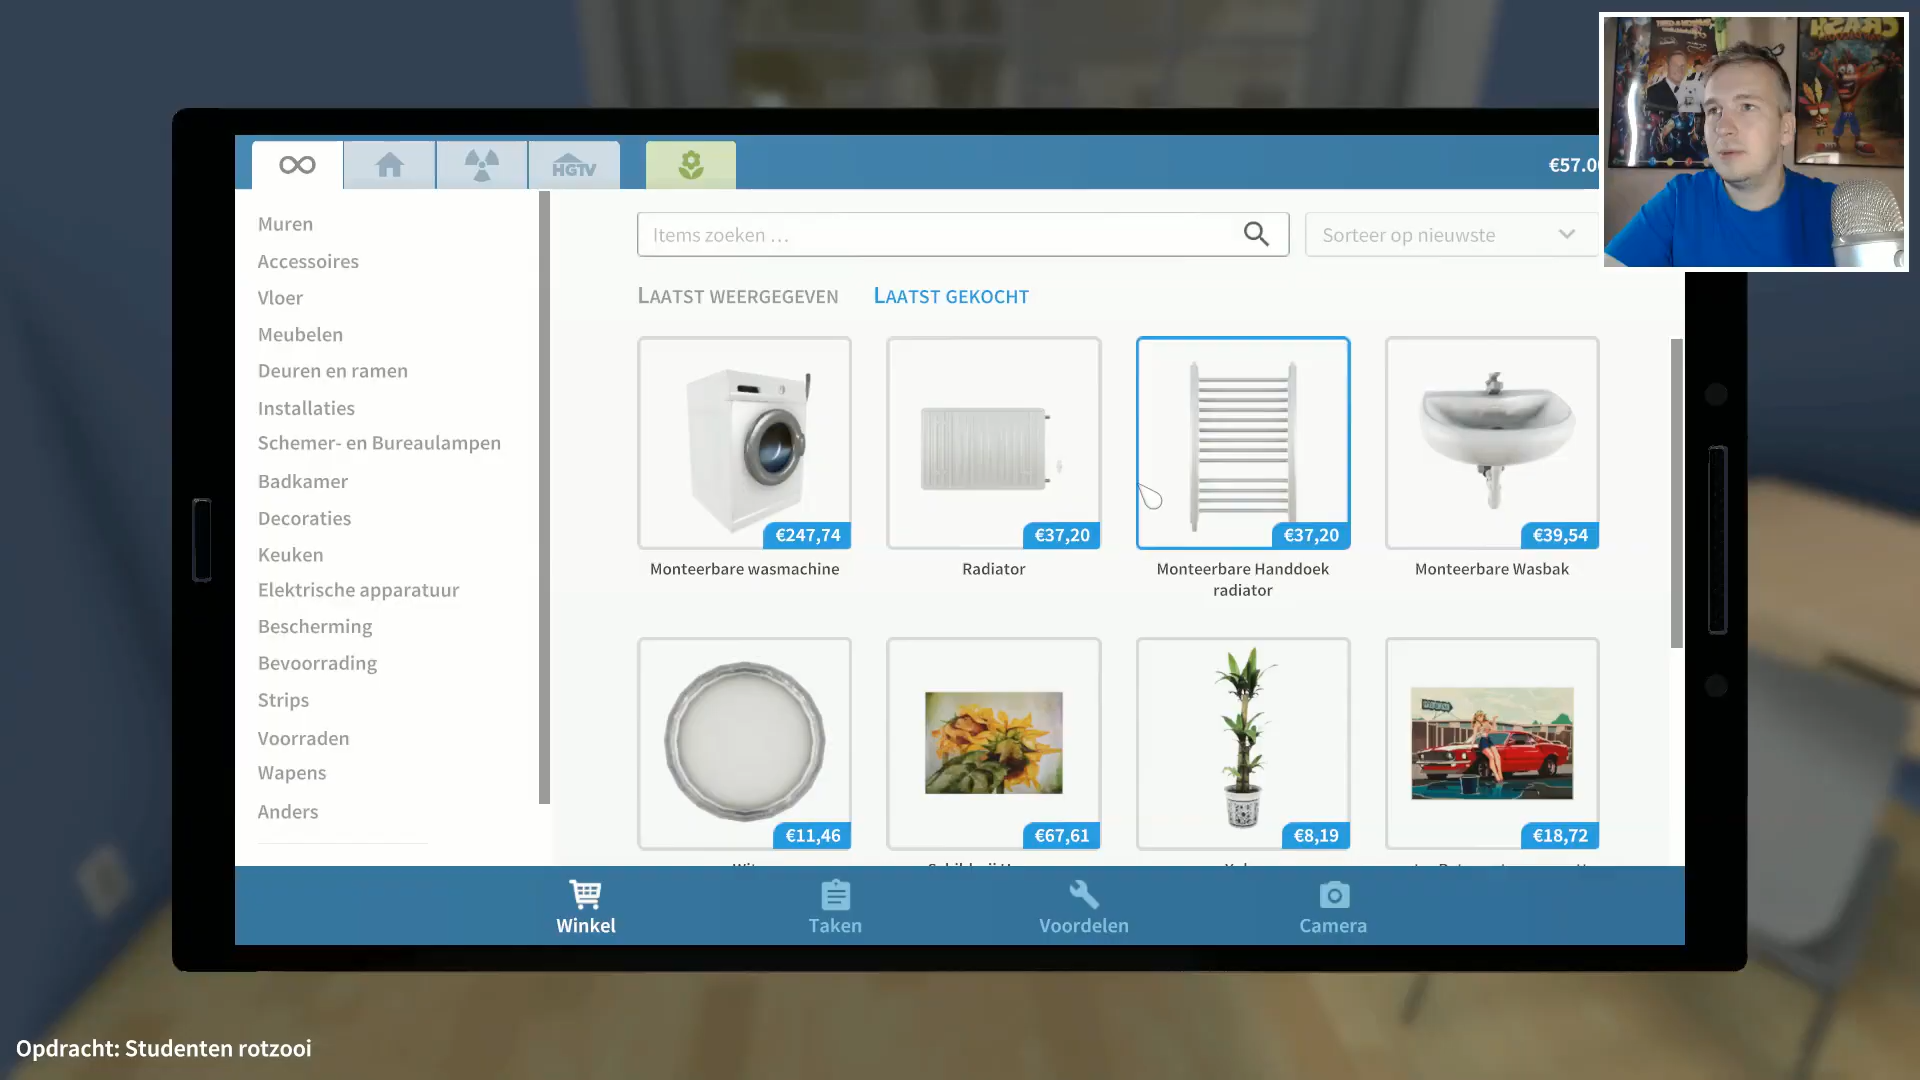 HGTV
€57.0
Muren
Accessoires
Vloer
Meubelen
Deuren en ramen
Installaties
Schemer- en Bureaulampen
Badkamer
Decoraties
Keuken
Elektrische apparatuur
Bescherming
Bevoorrading
Strips
Voorraden
Wapens
Anders
Items zoeken ...
Sorteer op nieuwste
LAATST WEERGEGEVEN
LAATST GEKOCHT
€247,74
€37,20
€37,20
€39,54
Monteerbare wasmachine
Radiator
Monteerbare Handdoek
radiator
Monteerbare Wasbak
€11,46
€67,61
€8,19
€18,72
Winkel
Taken
Voordelen
Camera
Opdracht: Studenten rotzooi
CRASH